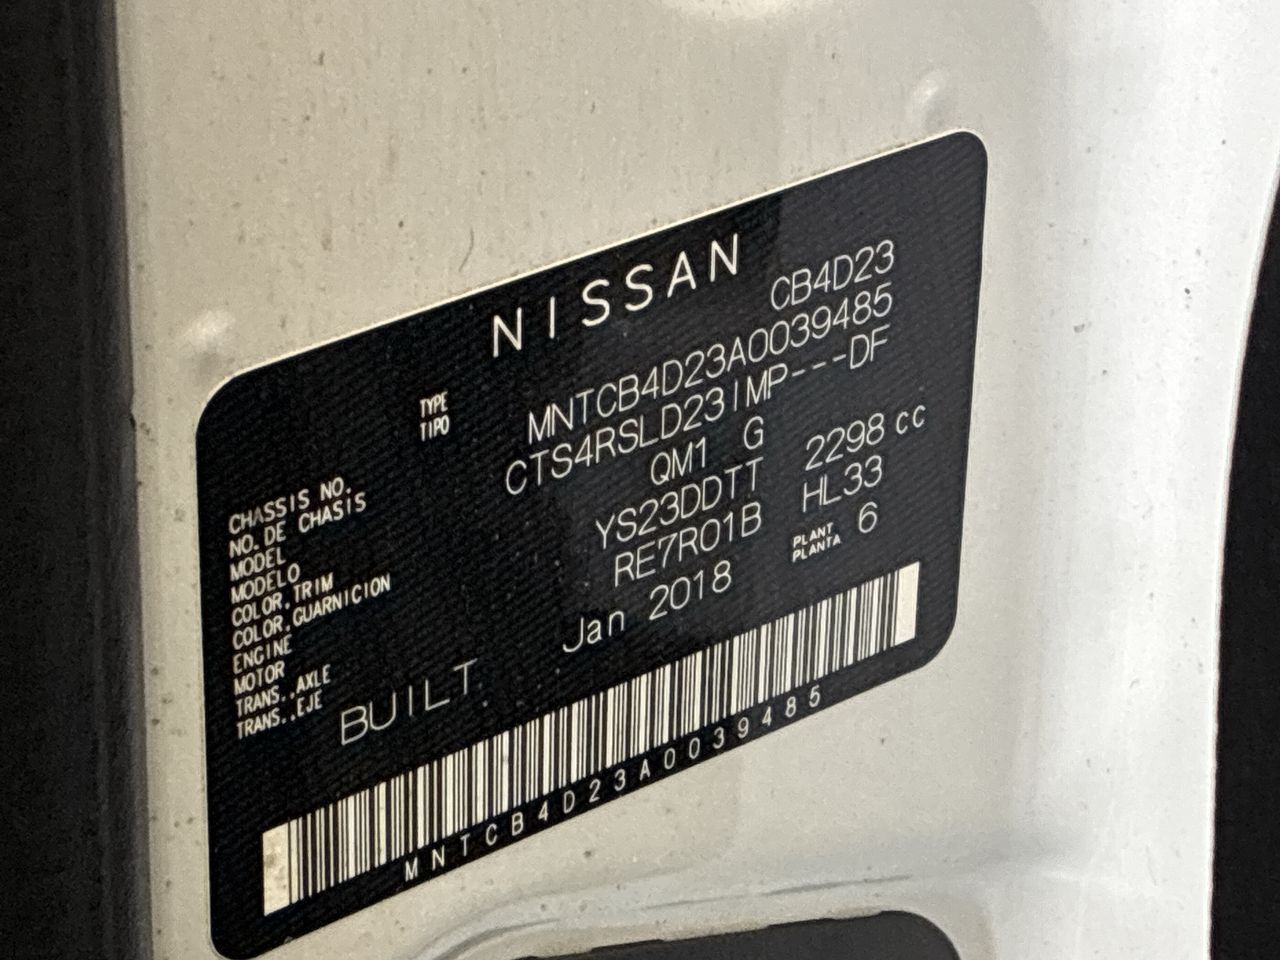 NISSAN
TYPE CB4D23
TIPO
CHASSIS NO. MNTCB4D23A0039485
NO. DE CHASIS
MODEL CTS4RSLD23IMP---DF
MODELO
COLOR,TRIM QM1 G
COLOR,GUARNICION
ENGINE YS23DDTT 2298 cc
MOTOR
TRANS.,AXLE RE7R01B HL33
TRANS.,EJE
BUILT Jan 2018 PLANT 6
PLANTA
MNTCB4D23A0039485